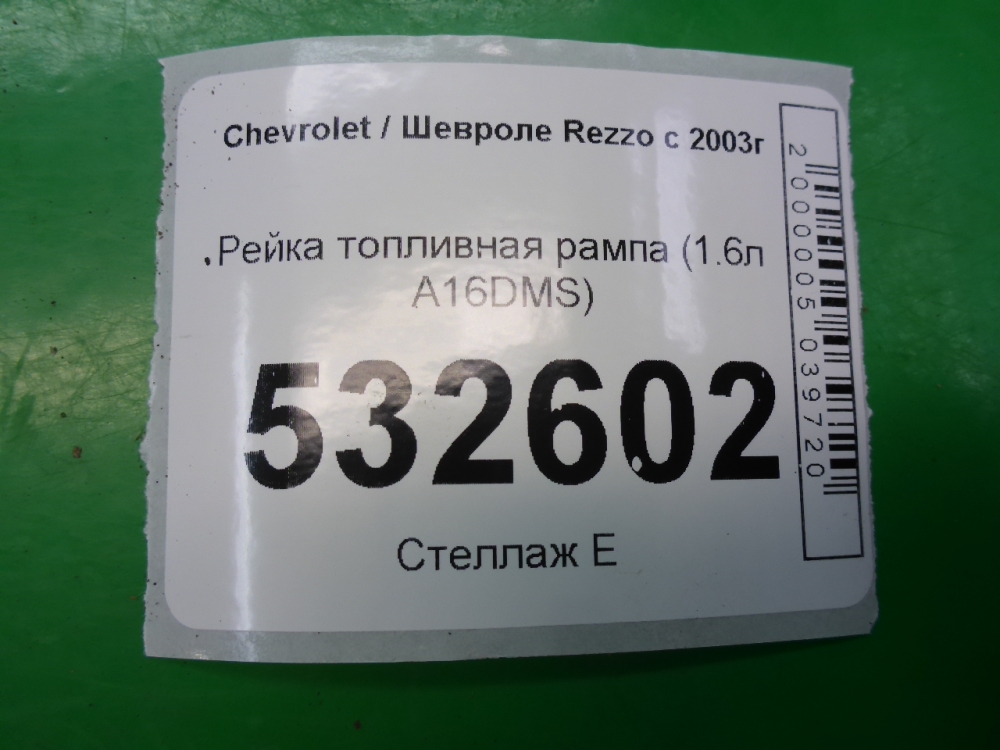 Chevrolet / Шевроле Rezzo с 2003г
.Рейка топливная рампа (1.6л
A16DMS)
532602
Стеллаж Е
2000005039720